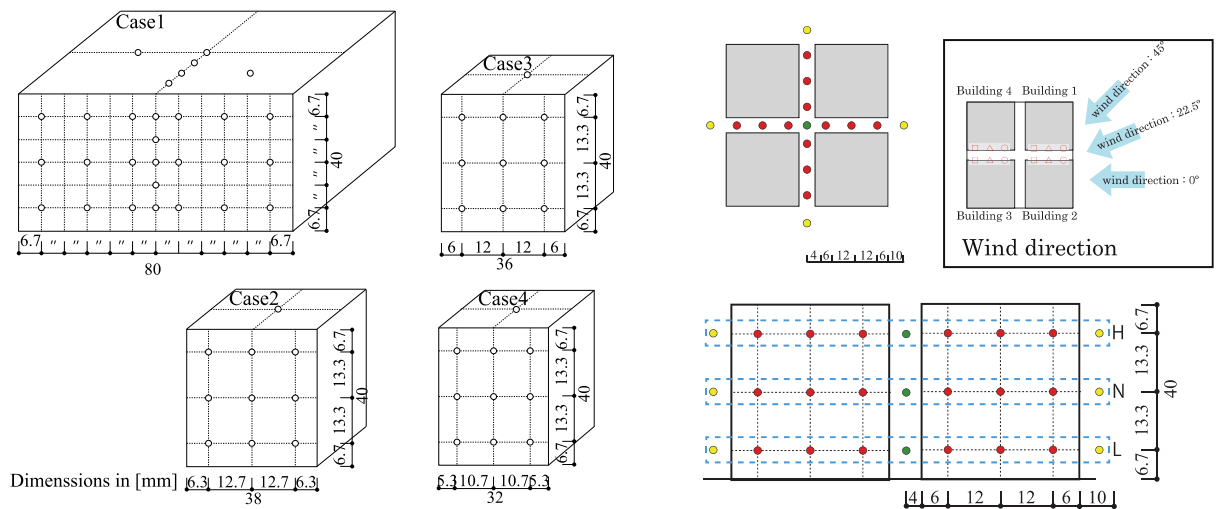 Case1
6.7
〃
〃
〃
〃
6.7
40
6.7 〃 〃 〃 〃 〃 〃 〃 〃 〃 〃 6.7
80
Case3
6.7
13.3
13.3
6.7
40
6 12 12 6
36
Case2
6.7
13.3
13.3
6.7
40
Dimenssions in [mm]
6.3 12.7 12.7 6.3
38
Case4
6.7
13.3
13.3
6.7
40
5.3 10.7 10.7 5.3
32
4 6 12 12 6 10
Building 4 Building 1
Building 3 Building 2
wind direction : 45°
wind direction : 22.5°
wind direction : 0°
Wind direction
H
N
L
6.7
13.3
13.3
6.7
40
4 6 12 12 6 10